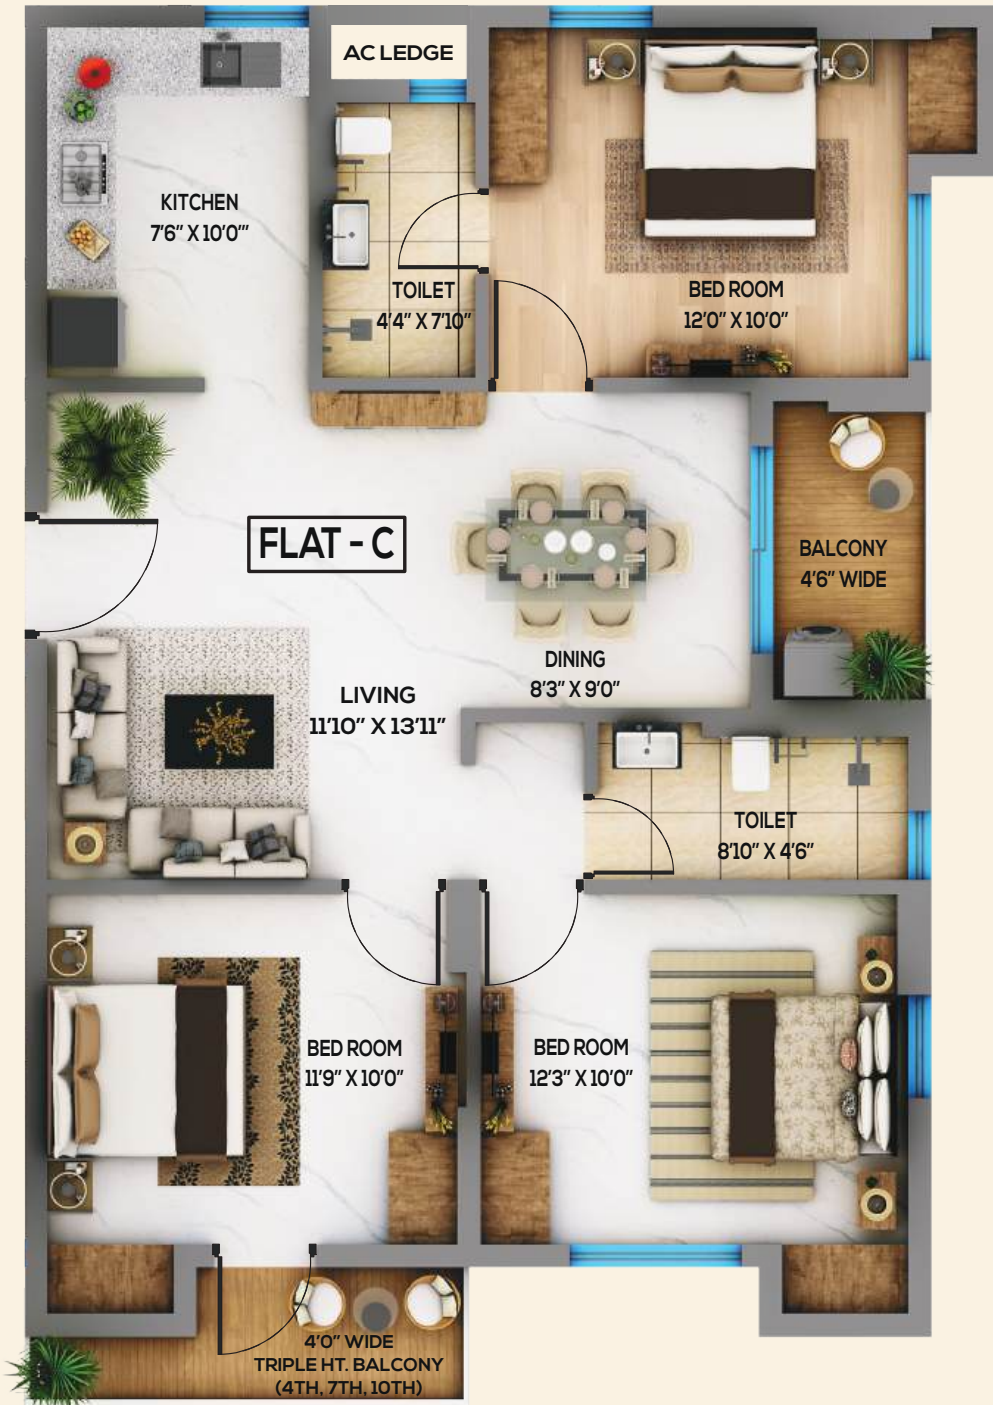 AC LEDGE
KITCHEN
7'6" X 10'0'"
TOILET
4'4" X 7'10"
BED ROOM
12'0" X 10'0"
FLAT - C
BALCONY
4'6" WIDE
DINING
8'3" X 9'0"
LIVING
11'10" X 13'11"
TOILET
8'10" X 4'6"
BED ROOM
11'9" X 10'0"
BED ROOM
12'3" X 10'0"
4'0" WIDE
TRIPLE HT. BALCONY
(4TH, 7TH, 10TH)